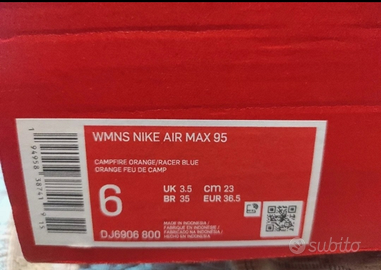 WMNS NIKE AIR MAX 95
CAMPFIRE ORANGE/RACER BLUE
ORANGE FEU DE CAMP
6
UK 3.5 cm 23
BR 35 EUR 36.5
DJ6906 800
MADE IN INDONESIA /
FABRIQUÉ EN INDONÉSIE /
FABRICADO EN INDONESIA /
subito